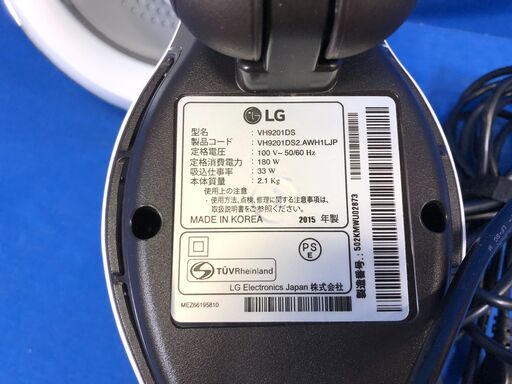 LG
型名 : VH9201DS
製品コード : VH9201DS2.AWH1LJP
定格電圧 : 100 V~ 50/60 Hz
定格消費電力 : 180 W
吸込仕事率 : 33 W
本体質量 : 2.1 Kg
使用上の注意
・使用方法、点検、修理に関する注意事項は、
取扱説明書をご参照ください。
MADE IN KOREA 2015 年製
PS
E
TÜVRheinland
LG Electronics Japan 株式会社
MEZ66195810
製造番号.: 502KMWU02873